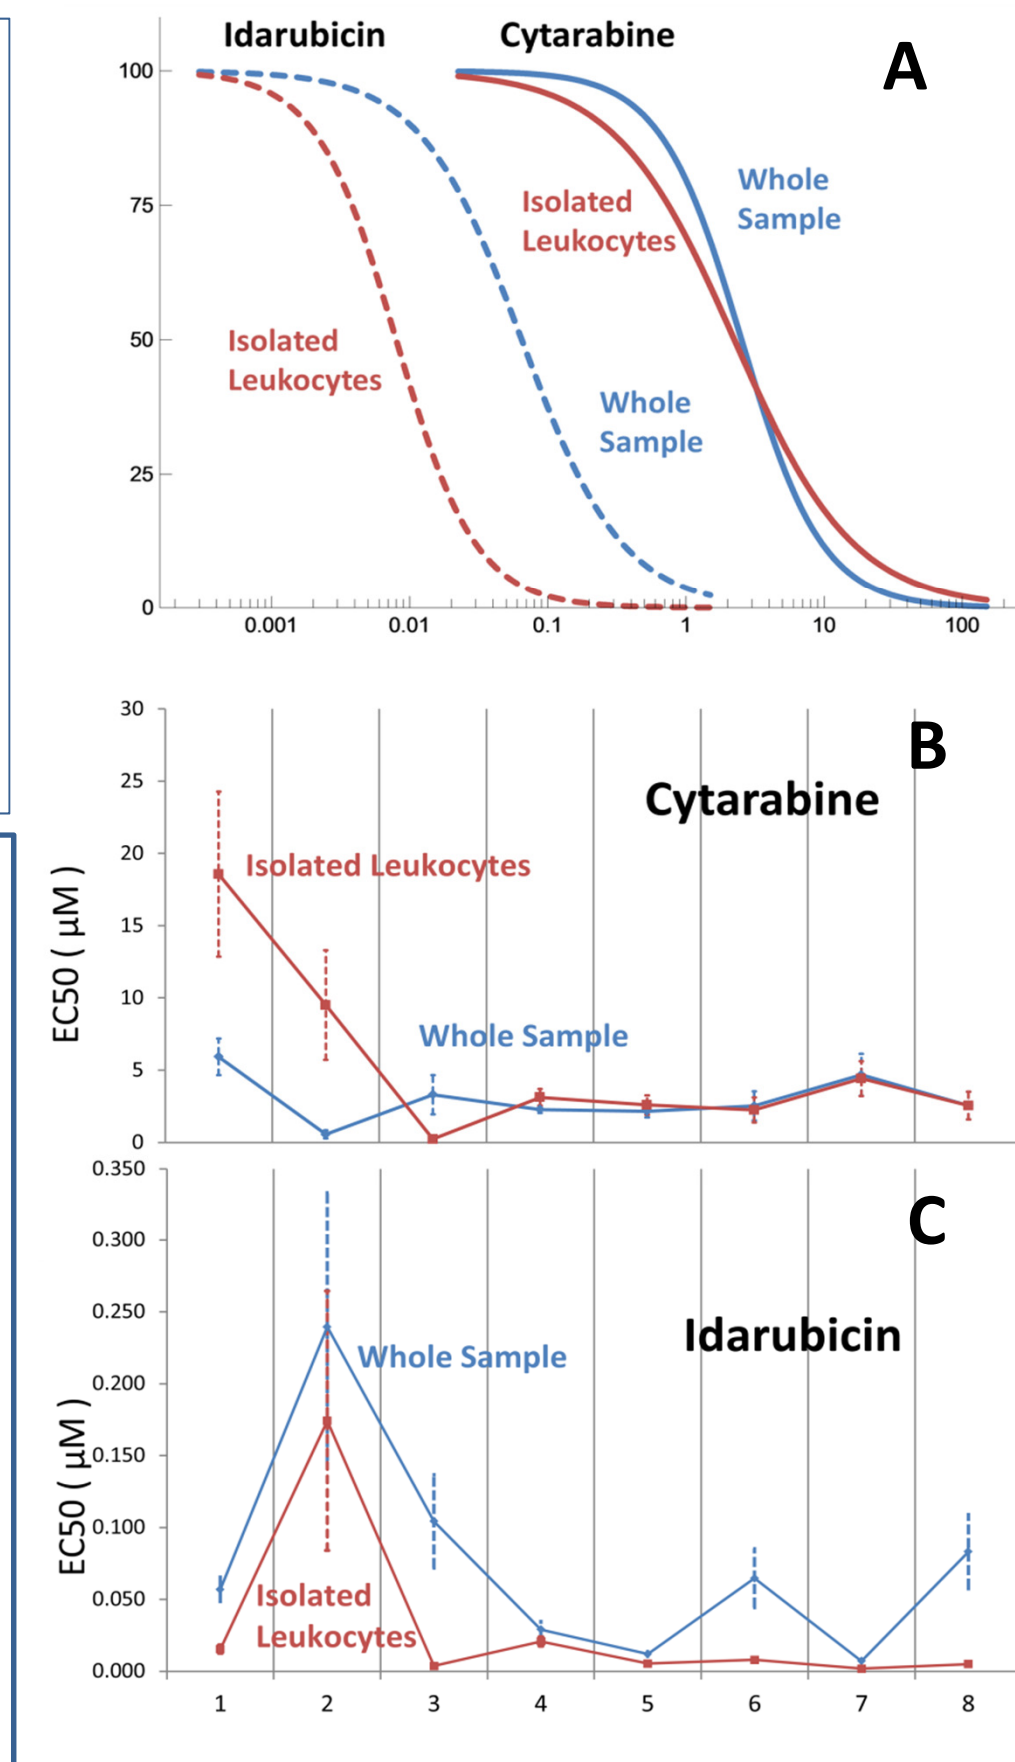 Idarubicin Cytarabine A
100
75
50
25
0
Whole
Sample
Isolated
Leukocytes
Isolated
Leukocytes
Whole
Sample
0.001 0.01 0.1 1 10 100
B
Cytarabine
EC50 ( µM )
30
25
20
15
10
5
0
Isolated Leukocytes
Whole Sample
C
Idarubicin
EC50 ( µM )
0.350
0.300
0.250
0.200
0.150
0.100
0.050
0.000
Whole Sample
Isolated
Leukocytes
1 2 3 4 5 6 7 8